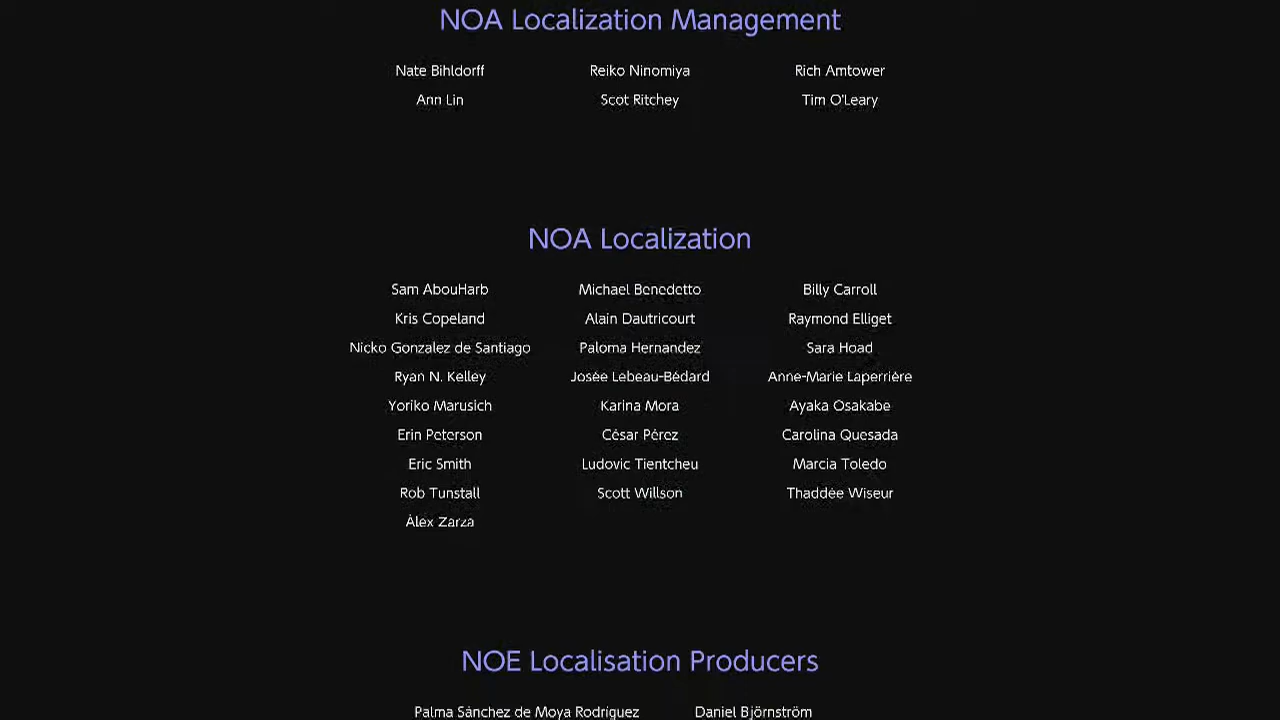 NOA Localization Management
Nate Bihldorff Reiko Ninomiya Rich Amtower
Ann Lin Scot Ritchey Tim O'Leary
NOA Localization
Sam AbouHarb Michael Benedetto Billy Carroll
Kris Copeland Alain Dautricourt Raymond Elliget
Nicko Gonzalez de Santiago Paloma Hernandez Sara Hoad
Ryan N. Kelley Josée Lebeau-Bédard Anne-Marie Laperrière
Yoriko Marusich Karina Mora Ayaka Osakabe
Erin Peterson César Pérez Carolina Quesada
Eric Smith Ludovic Tientcheu Marcia Toledo
Rob Tunstall Scott Willson Thaddée Wiseur
Àlex Zarza
NOE Localisation Producers
Palma Sánchez de Moya Rodríguez Daniel Björnström